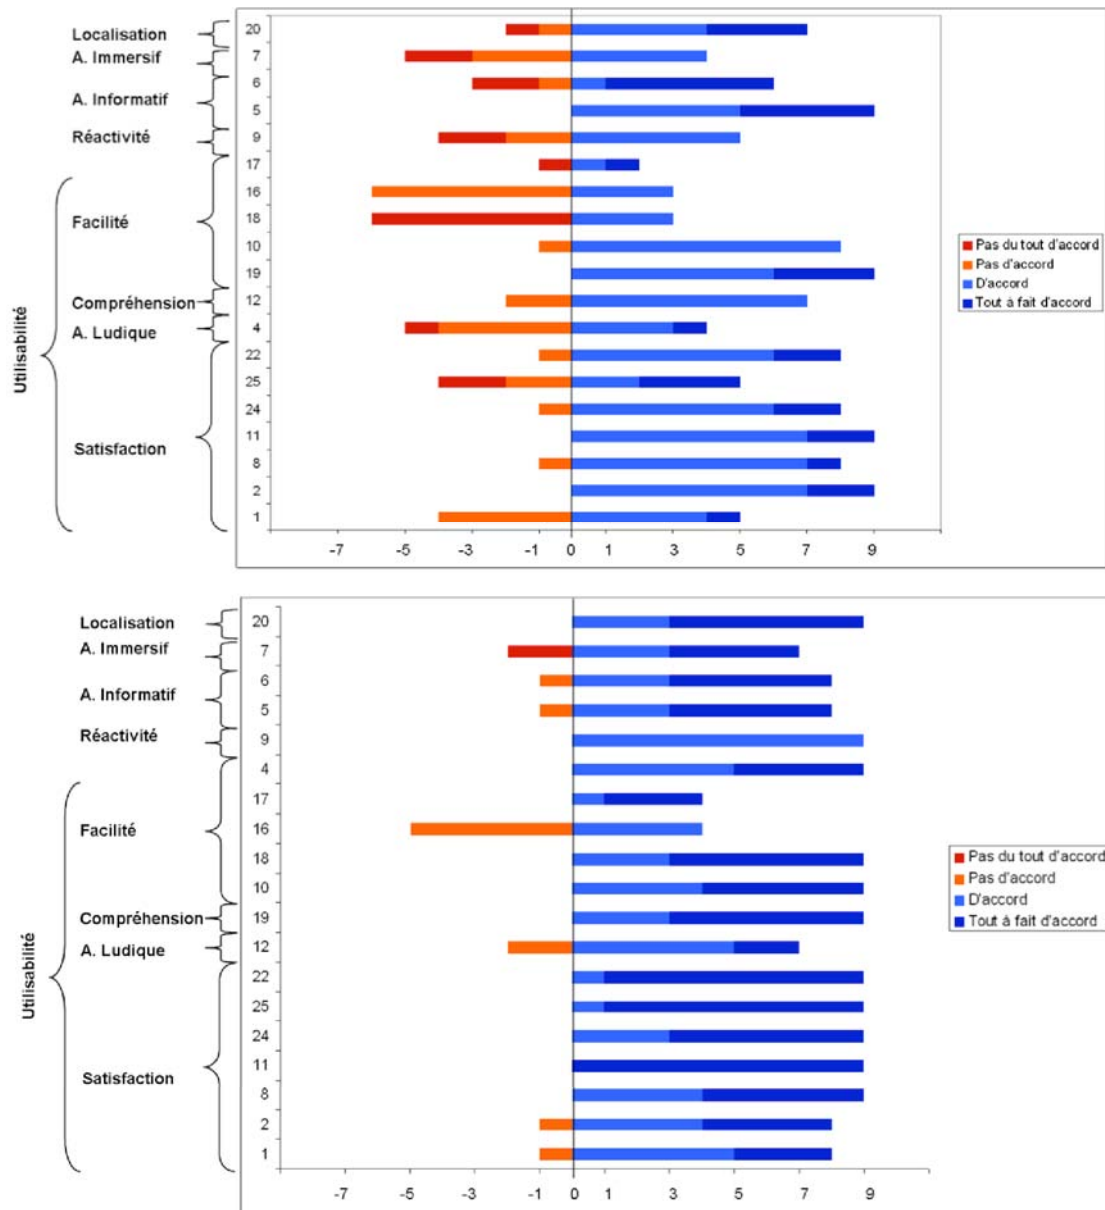 Localisation
A. Immersif
A. Informatif
Réactivité
Facilité
Compréhension
A. Ludique
Satisfaction
Utilisabilité
20
7
6
5
9
17
16
18
10
19
12
4
22
25
24
11
8
2
1
-7 -5 -3 -1 0 1 3 5 7 9
Pas du tout d'accord
Pas d'accord
D'accord
Tout à fait d'accord
Localisation
A. Immersif
A. Informatif
Réactivité
Facilité
Compréhension
A. Ludique
Satisfaction
Utilisabilité
20
7
6
5
9
4
17
16
18
10
19
12
22
25
24
11
8
2
1
-7 -5 -3 -1 0 1 3 5 7 9
Pas du tout d'accord
Pas d'accord
D'accord
Tout à fait d'accord